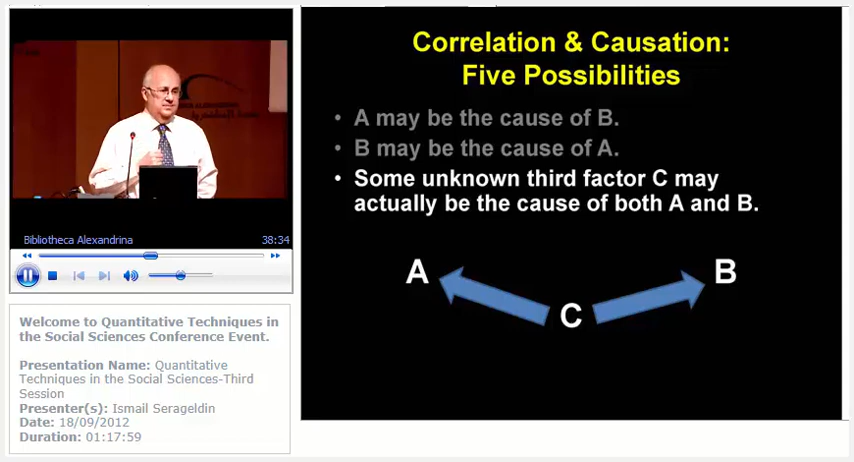 Correlation & Causation:
Five Possibilities
• A may be the cause of B.
• B may be the cause of A.
• Some unknown third factor C may
actually be the cause of both A and B.
A
B
C
Bibliotheca Alexandrina
38:34
Welcome to Quantitative Techniques in
the Social Sciences Conference Event.
Presentation Name: Quantitative
Techniques in the Social Sciences-Third
Session
Presenter(s): Ismail Serageldin
Date: 18/09/2012
Duration: 01:17:59